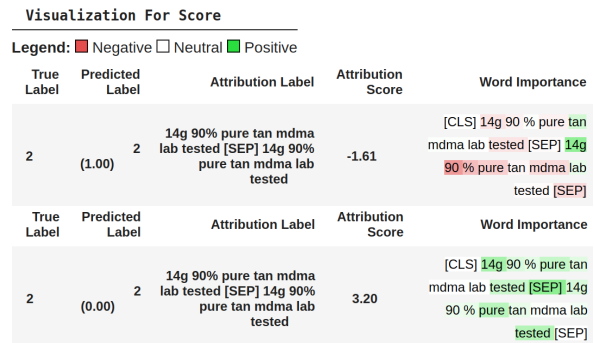 Visualization For Score
Legend: Negative Neutral Positive
True Label Predicted Label Attribution Label Attribution Score Word Importance
2 2 (1.00) 14g 90% pure tan mdma lab tested [SEP] 14g 90% pure tan mdma lab tested -1.61 [CLS] 14g 90 % pure tan mdma lab tested [SEP] 14g 90 % pure tan mdma lab tested [SEP]
True Label Predicted Label Attribution Label Attribution Score Word Importance
2 2 (0.00) 14g 90% pure tan mdma lab tested [SEP] 14g 90% pure tan mdma lab tested 3.20 [CLS] 14g 90 % pure tan mdma lab tested [SEP] 14g 90 % pure tan mdma lab tested [SEP]